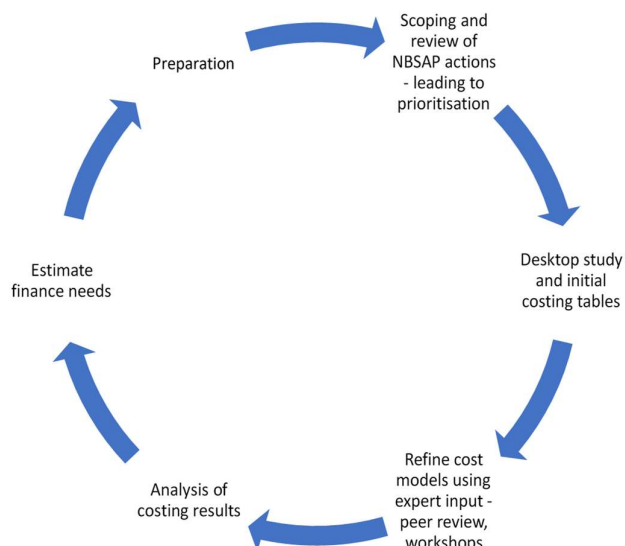 Preparation
Scoping and
review of
NBSAP actions
- leading to
prioritisation
Desktop study
and initial
costing tables
Refine cost
models using
expert input -
peer review,
workshops
Analysis of
costing results
Estimate
finance needs